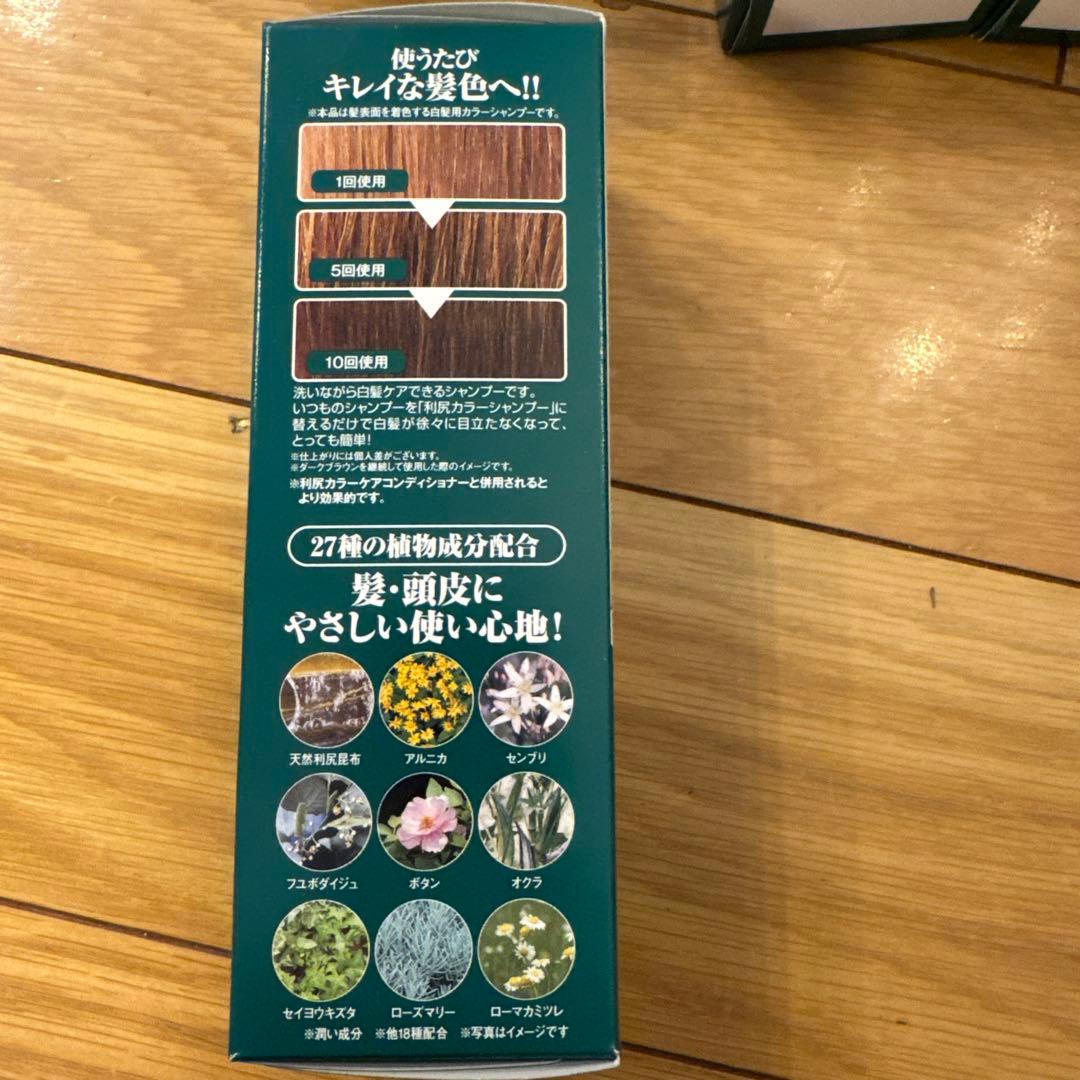 使うたび
キレイな髪色へ!!
※本品は髪表面を着色する白髪用カラーシャンプーです。
1回使用
5回使用
10回使用
洗いながら白髪ケアできるシャンプーです。
いつものシャンプーを「利尻カラーシャンプー」に
替えるだけで白髪が徐々に目立たなくなって、
とっても簡単!
※仕上がりには個人差がございます。
※ダークブラウンを継続して使用した際のイメージです。
※利尻カラーケアコンディショナーと併用されると
より効果的です。
27種の植物成分配合
髪・頭皮に
やさしい使い心地!
天然利尻昆布 アルニカ センブリ
フユボダイジュ ボタン オクラ
セイヨウキズタ ローズマリー ローマカミツレ
※潤い成分 ※他18種配合 ※写真はイメージです